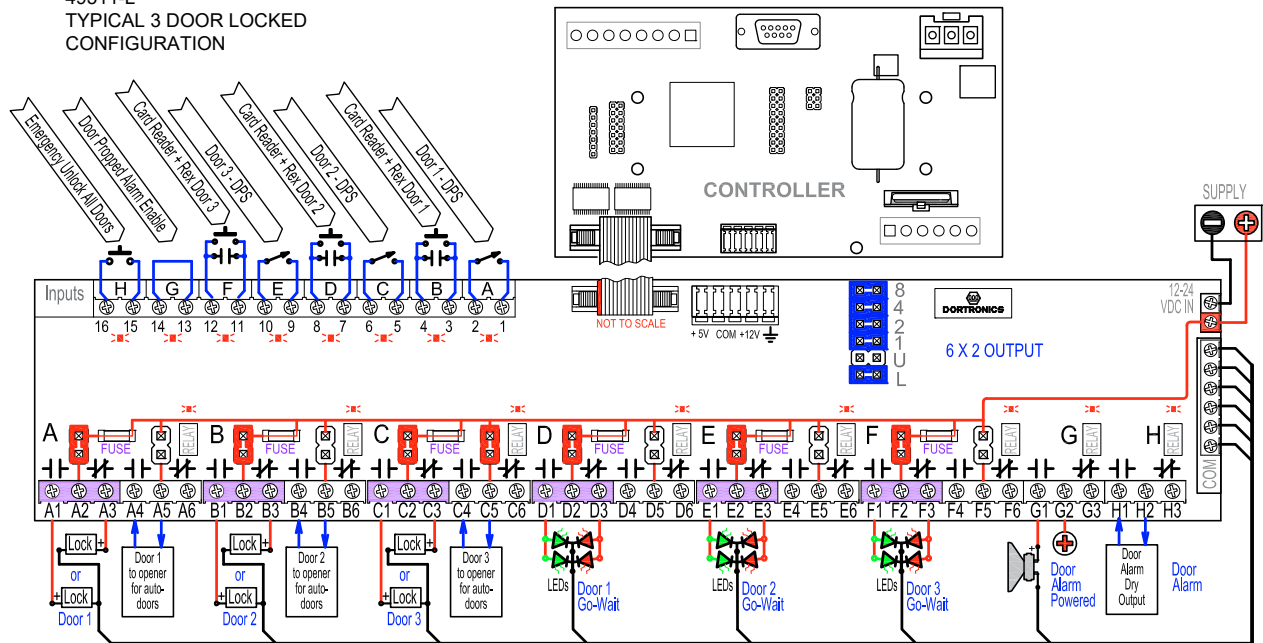 TYPICAL 3 DOOR LOCKED
CONFIGURATION
Emergency Unlock All Doors
Door Propped Alarm Enable
Card Reader + Rex Door 3
Door 3 - DPS
Card Reader + Rex Door 2
Door 2 - DPS
Card Reader + Rex Door 1
Door 1 - DPS
CONTROLLER
SUPPLY
Inputs
H G F E D C B A
16 15 14 13 12 11 10 9 8 7 6 5 4 3 2 1
NOT TO SCALE
+ 5V COM +12V
8
4
2
1
U
L
DORTRONICS
6 X 2 OUTPUT
12-24
VDC IN
COM
A FUSE RELAY
B FUSE RELAY
C FUSE RELAY
D FUSE RELAY
E FUSE RELAY
F FUSE RELAY
G RELAY
H RELAY
A1 A2 A3 A4 A5 A6 B1 B2 B3 B4 B5 B6 C1 C2 C3 C4 C5 C6 D1 D2 D3 D4 D5 D6 E1 E2 E3 E4 E5 E6 F1 F2 F3 F4 F5 F6 G1 G2 G3 H1 H2 H3
Lock +
or
+ Lock
Door 1
Door 1
to opener
for auto-
doors
Lock +
or
+ Lock
Door 2
Door 2
to opener
for auto-
doors
Lock +
or
+ Lock
Door 3
Door 3
to opener
for auto-
doors
LEDs
Door 1
Go-Wait
LEDs
Door 2
Go-Wait
LEDs
Door 3
Go-Wait
+
Door
Alarm
Powered
Door
Alarm
Dry
Output
Door
Alarm